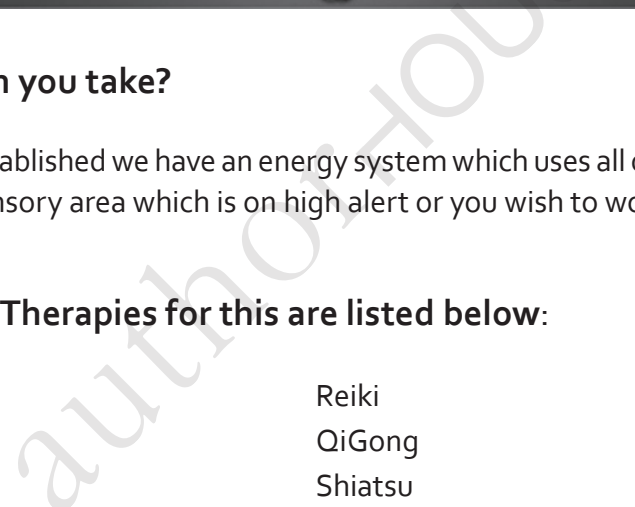 n you take?
ablished we have an energy system which uses all
nsory area which is on high alert or you wish to
Therapies for this are listed below:
Reiki
QiGong
Shiatsu
authorHOU